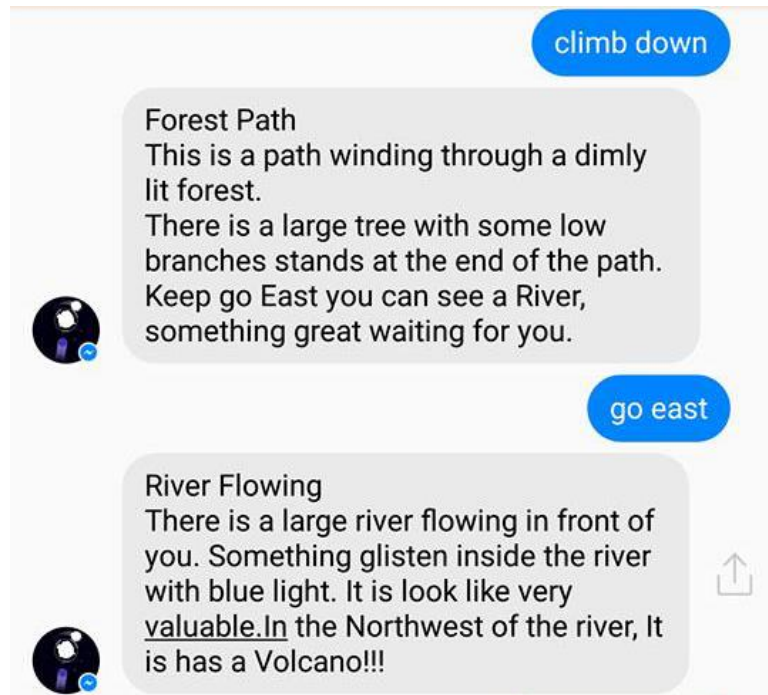 climb down
Forest Path
This is a path winding through a dimly
lit forest.
There is a large tree with some low
branches stands at the end of the path.
Keep go East you can see a River,
something great waiting for you.
go east
River Flowing
There is a large river flowing in front of
you. Something glisten inside the river
with blue light. It is look like very
valuable.In the Northwest of the river, It
is has a Volcano!!!